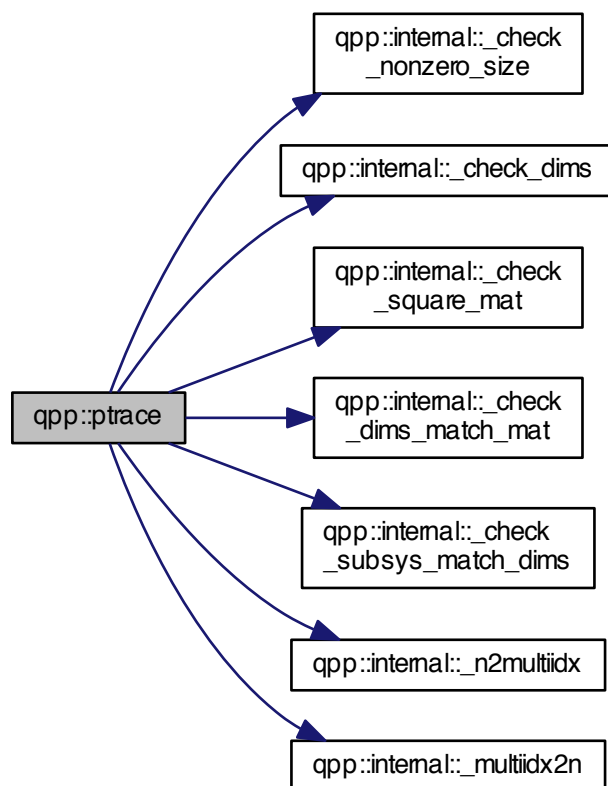 qpp::internal::_check
_nonzero_size
qpp::internal::_check_dims
qpp::internal::_check
_square_mat
qpp::ptrace
qpp::internal::_check
_dims_match_mat
qpp::internal::_check
_subsys_match_dims
qpp::internal::_n2multiidx
qpp::internal::_multiidx2n